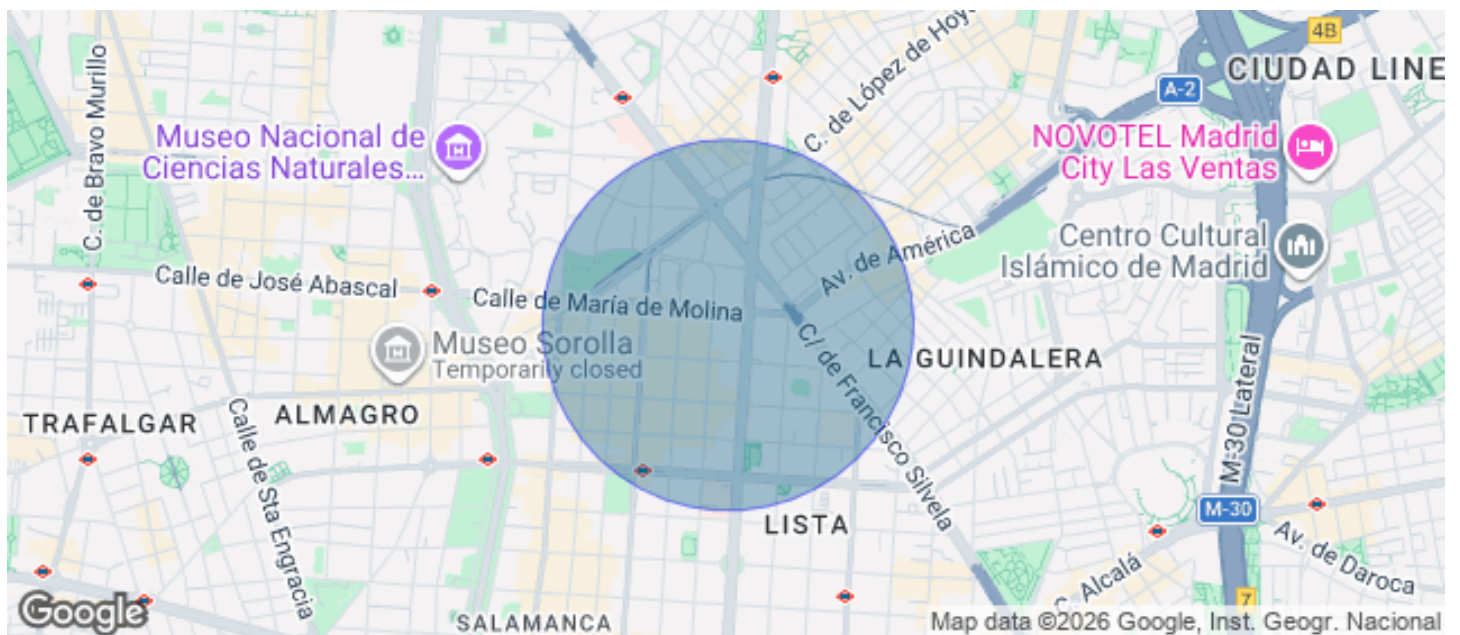 4B
CIUDAD LINE
C. de López de Hoyo
A-2
C. de Bravo Murillo
Museo Nacional de
Ciencias Naturales...
NOVOTEL Madrid
City Las Ventas
Centro Cultural
Islámico de Madrid
Av. de América
Calle de José Abascal
Calle de María de Molina
Museo Sorolla
Temporarily closed
C/ de Francisco Silvela
LA GUINDALERA
TRAFALGAR
ALMAGRO
Calle de Sta Engracia
M-30 Lateral
M-30
LISTA
Av. de Daroca
C. Alcalá
7
SALAMANCA
Google
Map data ©2026 Google, Inst. Geogr. Nacional